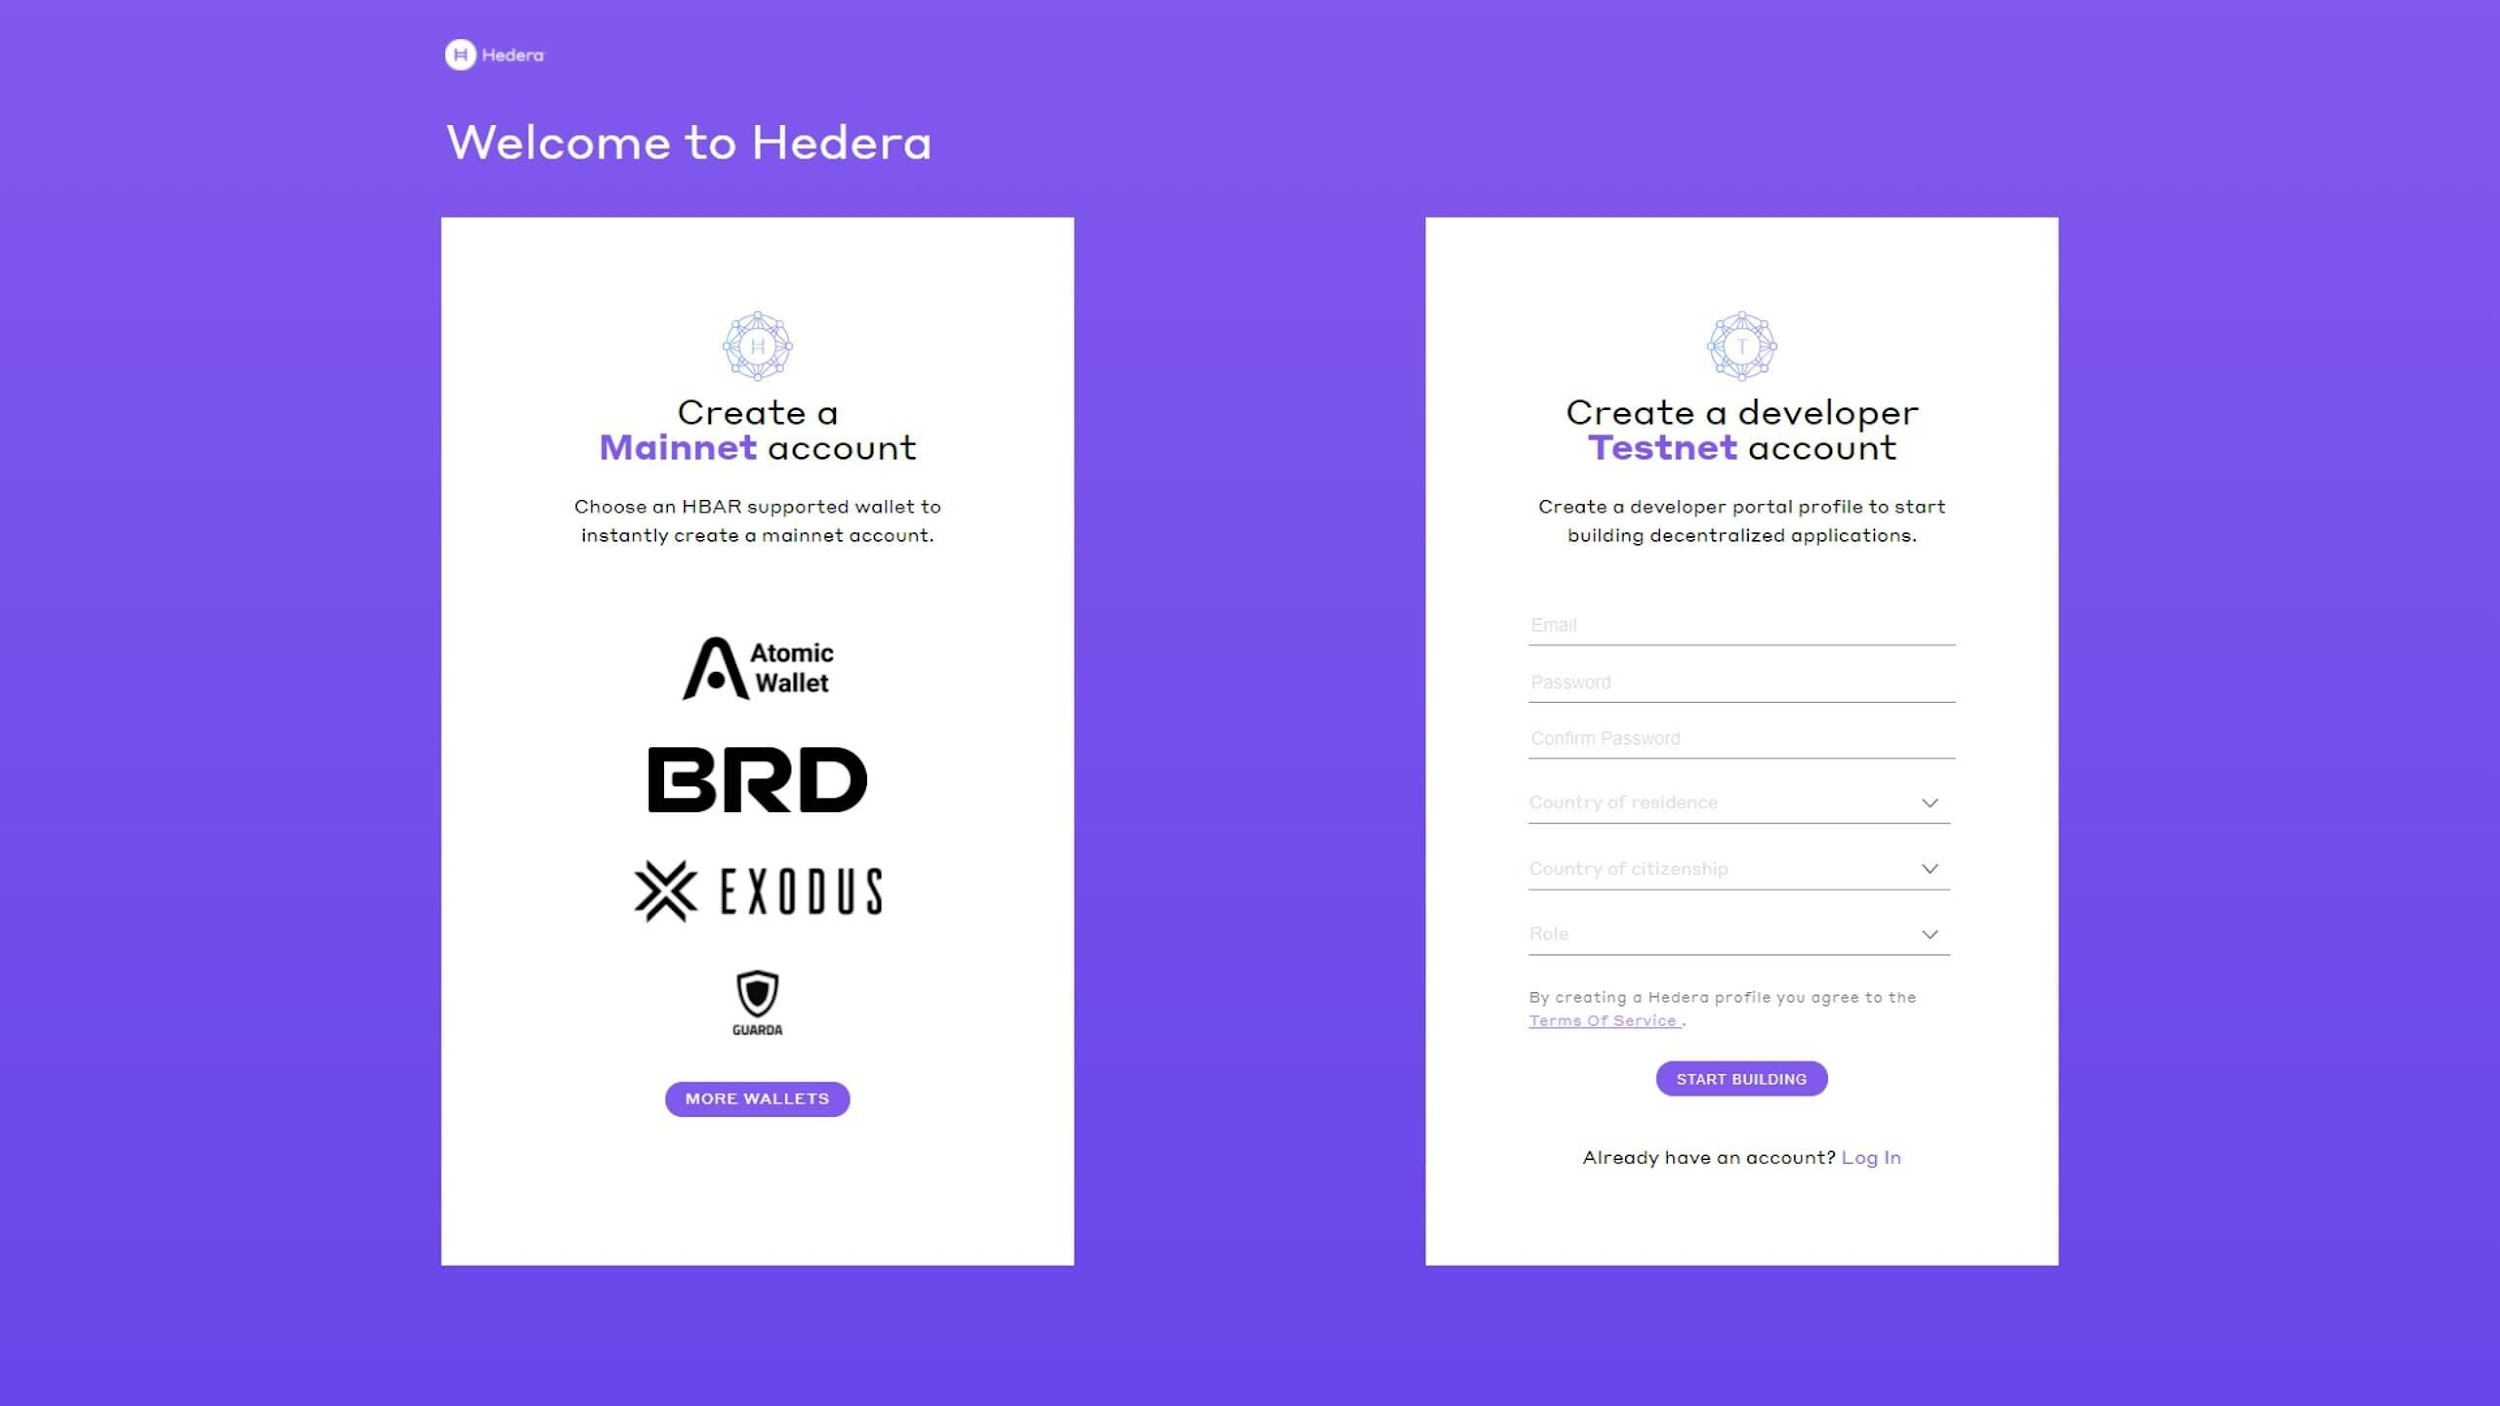 H Hedera
Welcome to Hedera
H
Create a
Mainnet account
Choose an HBAR supported wallet to
instantly create a mainnet account.
Atomic
Wallet
BRD
EXODUS
GUARDA
MORE WALLETS
T
Create a developer
Testnet account
Create a developer portal profile to start
building decentralized applications.
Email
Password
Confirm Password
Country of residence
Country of citizenship
Role
By creating a Hedera profile you agree to the
Terms Of Service .
START BUILDING
Already have an account? Log In